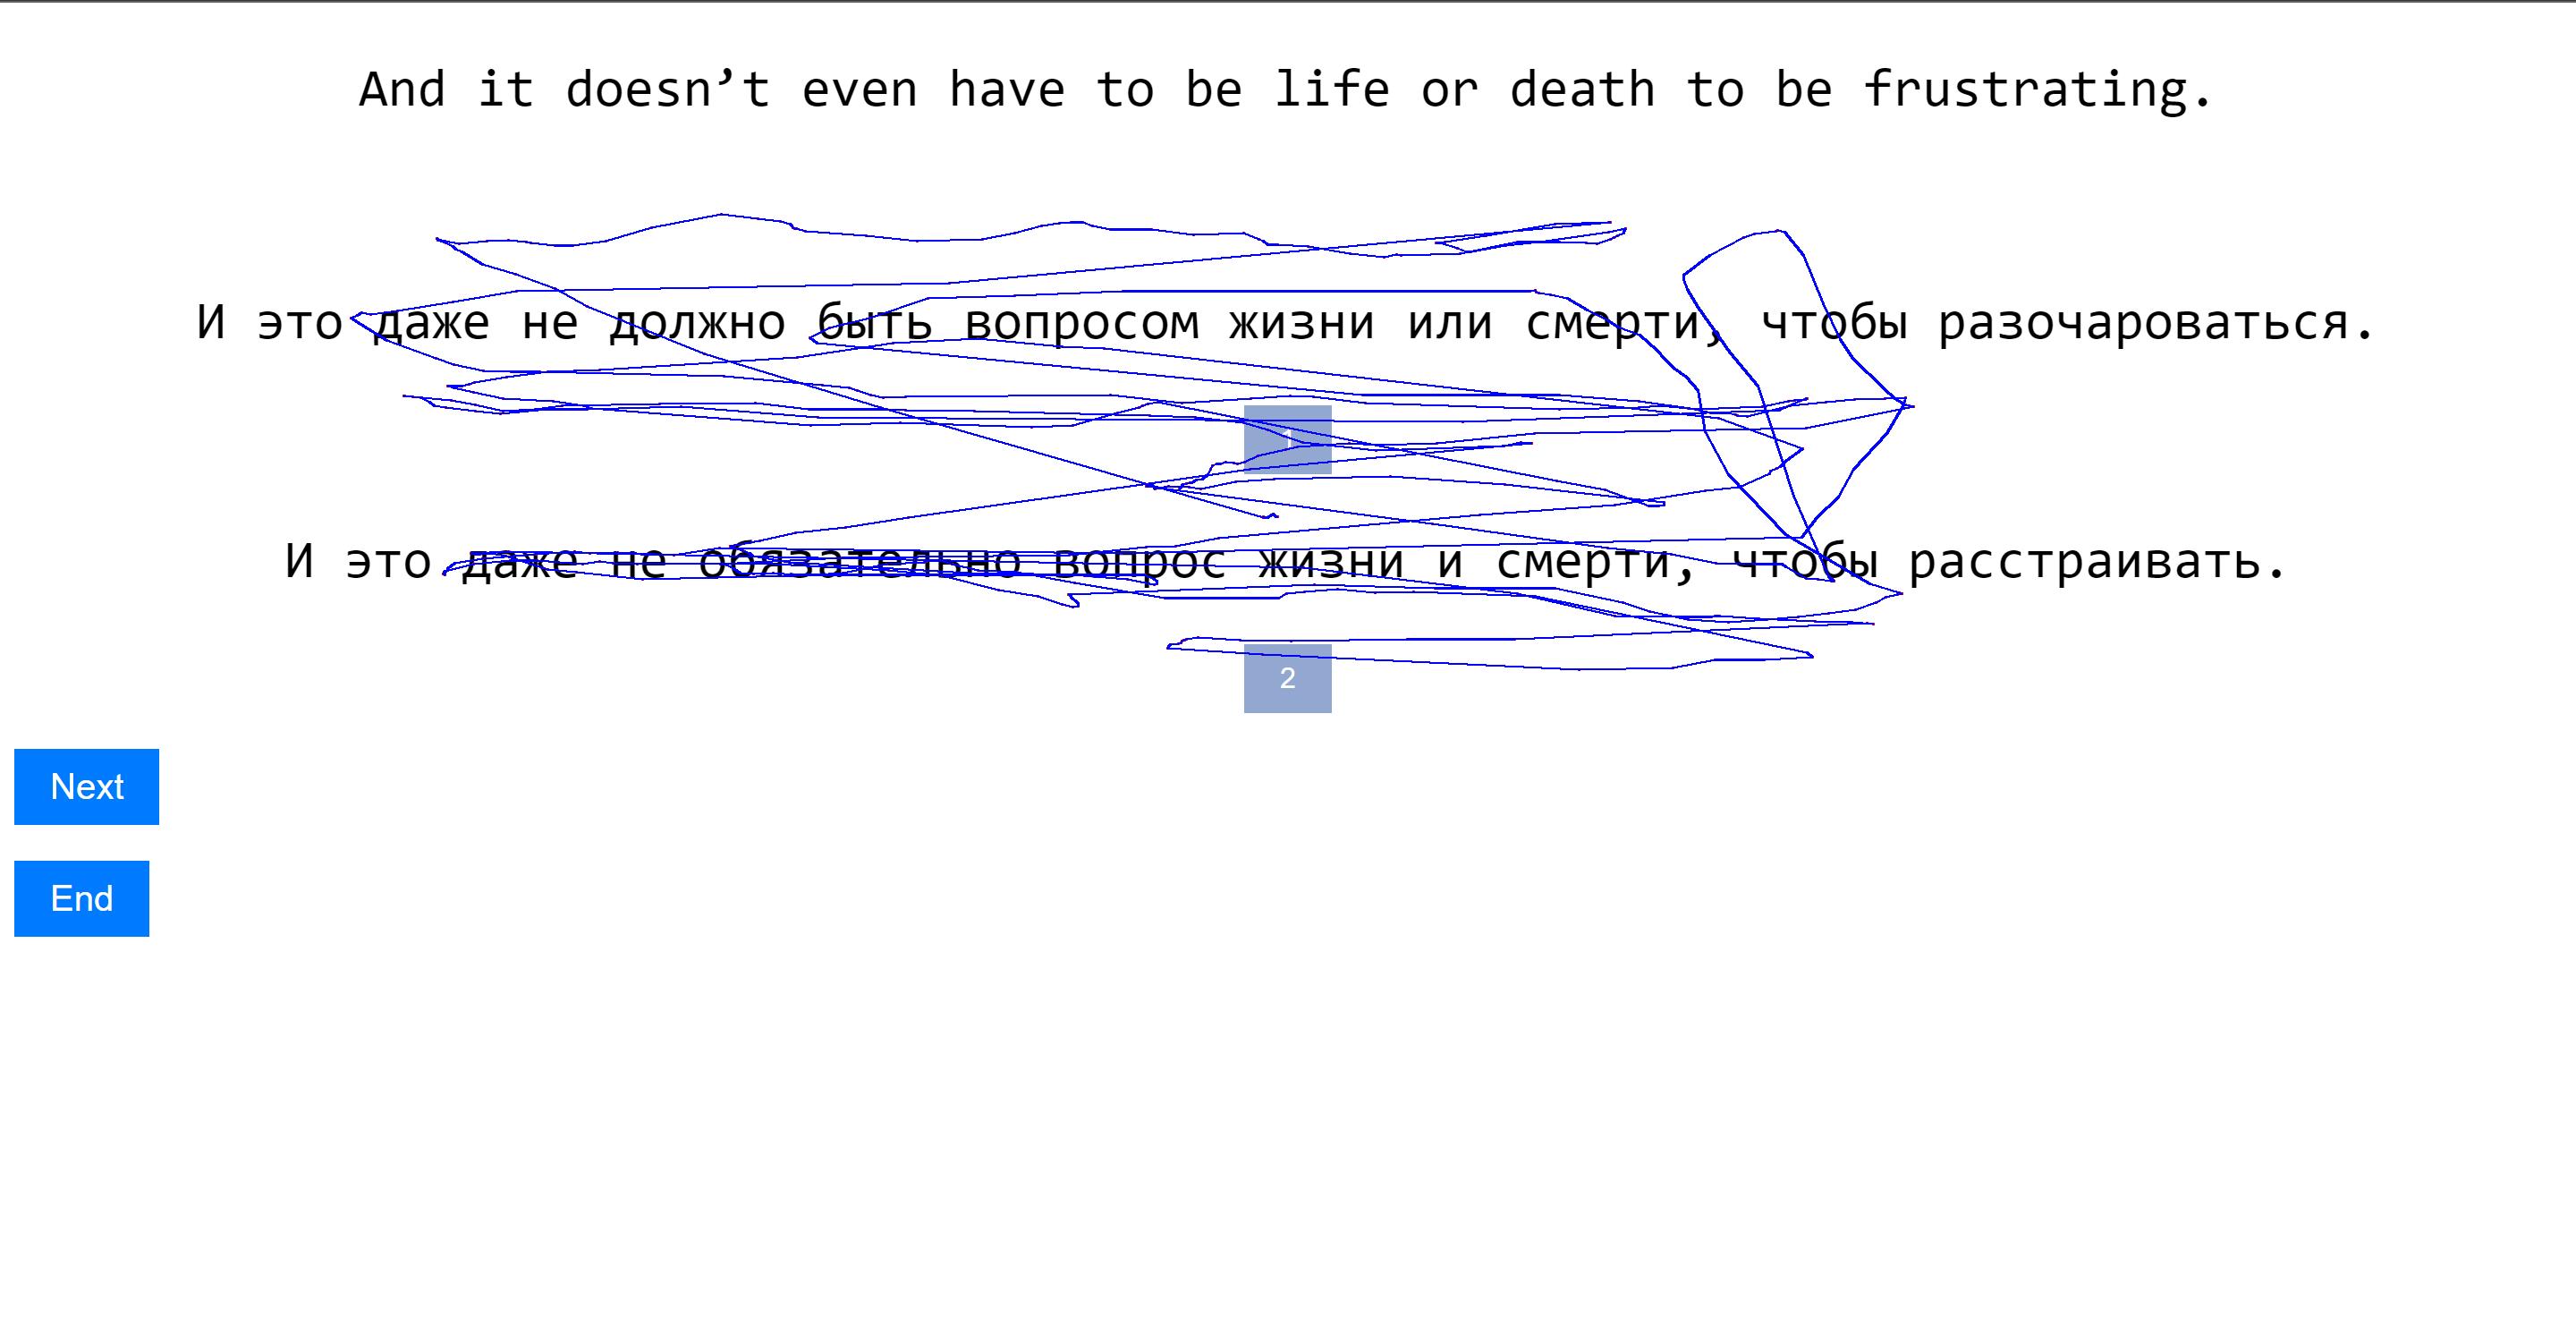 And it doesn’t even have to be life or death to be frustrating.
И это даже не должно быть вопросом жизни или смерти, чтобы разочароваться.
1
И это даже не обязательно вопрос жизни и смерти, чтобы расстраивать.
2
Next
End